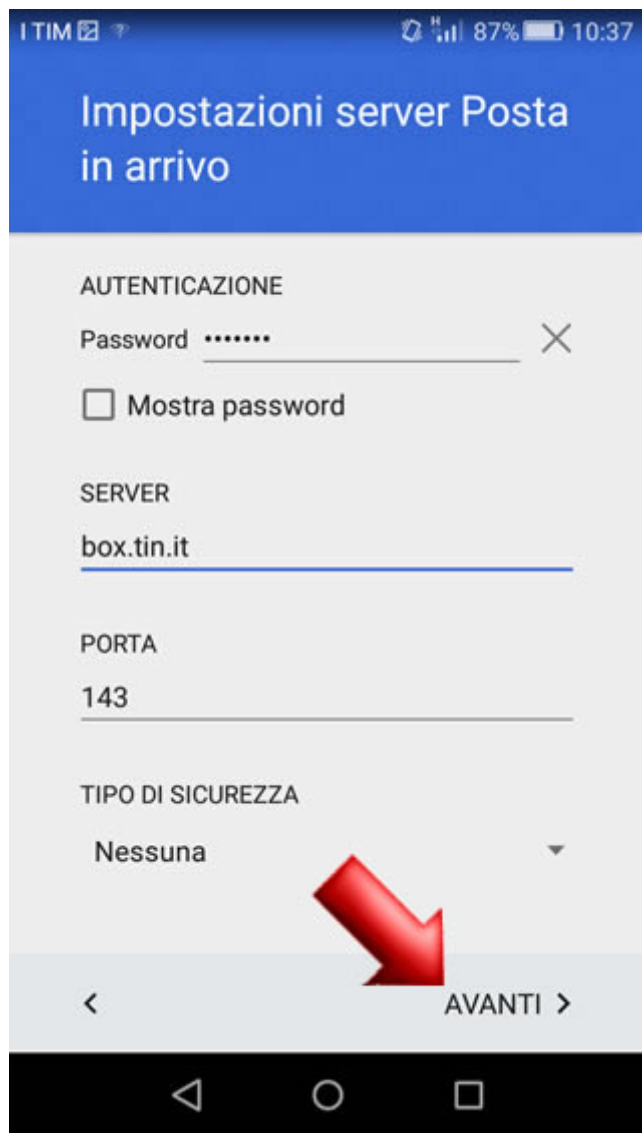 I TIM H 87% 10:37
Impostazioni server Posta
in arrivo
AUTENTICAZIONE
Password •••••••
Mostra password
SERVER
box.tin.it
PORTA
143
TIPO DI SICUREZZA
Nessuna
AVANTI